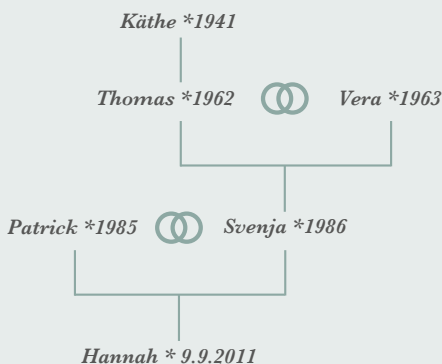 Käthe *1941
Thomas *1962 Vera *1963
Patrick *1985 Svenja *1986
Hannah * 9.9.2011